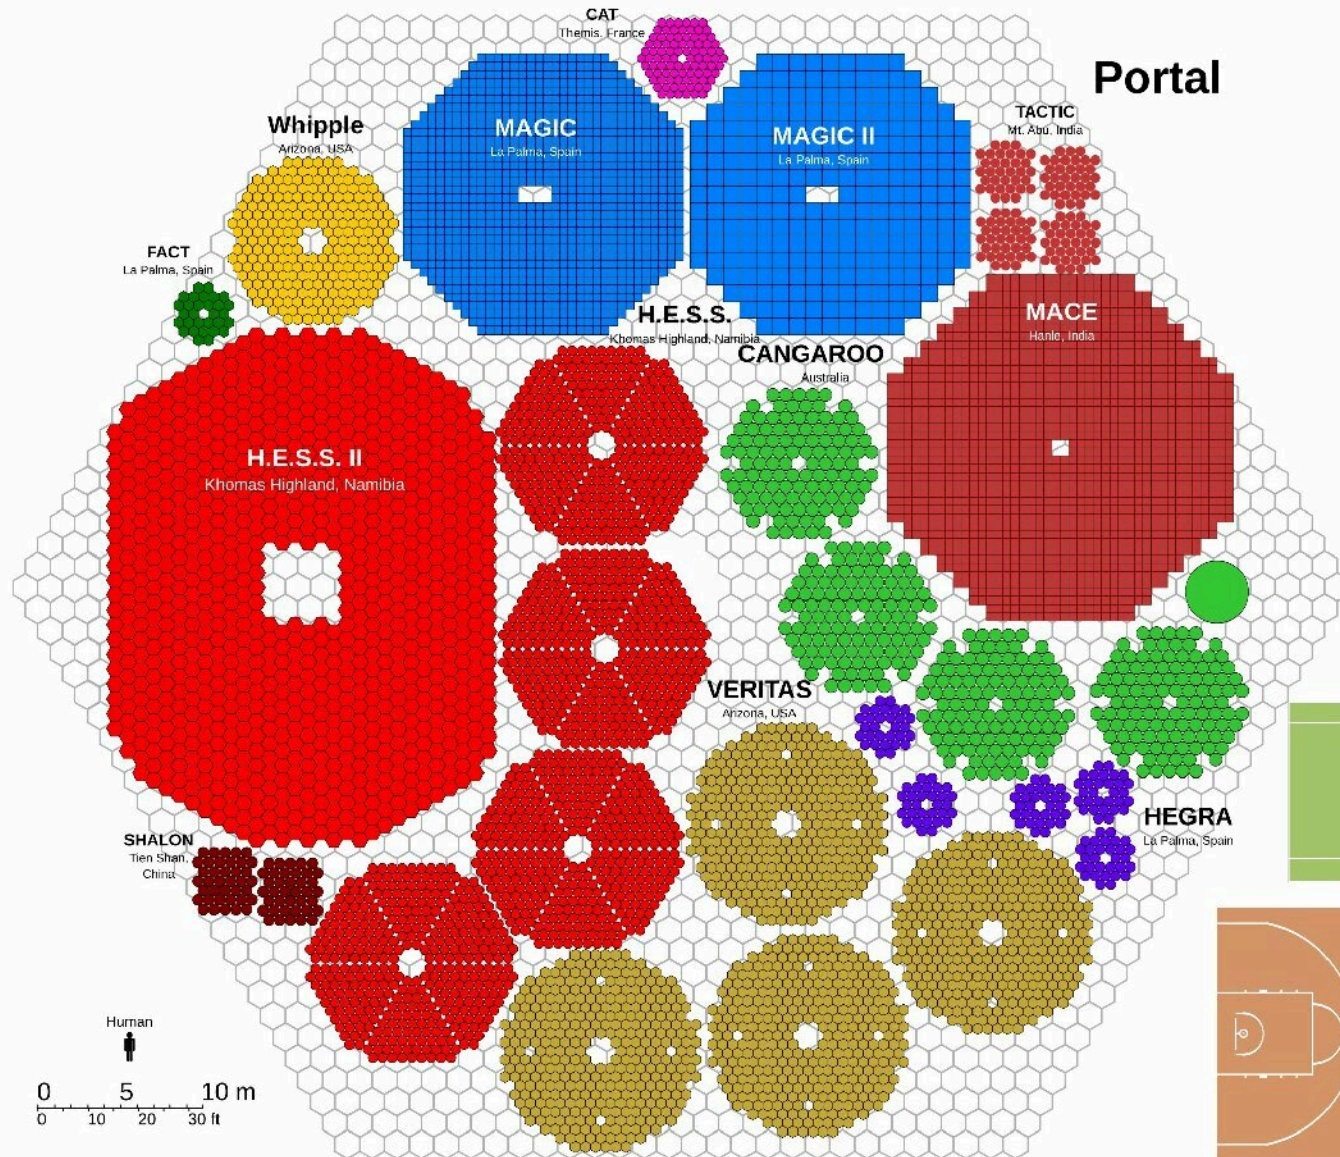 CAT
Themis, France
Portal
Whipple
Arizona, USA
MAGIC
La Palma, Spain
MAGIC II
La Palma, Spain
TACTIC
Mt. Abu, India
FACT
La Palma, Spain
H.E.S.S.
Khomas Highland, Namibia
CANGAROO
Australia
MACE
Hanle, India
H.E.S.S. II
Khomas Highland, Namibia
VERITAS
Arizona, USA
HEGRA
La Palma, Spain
SHALON
Tien Shan,
China
Human
0 5 10 m
0 10 20 30 ft